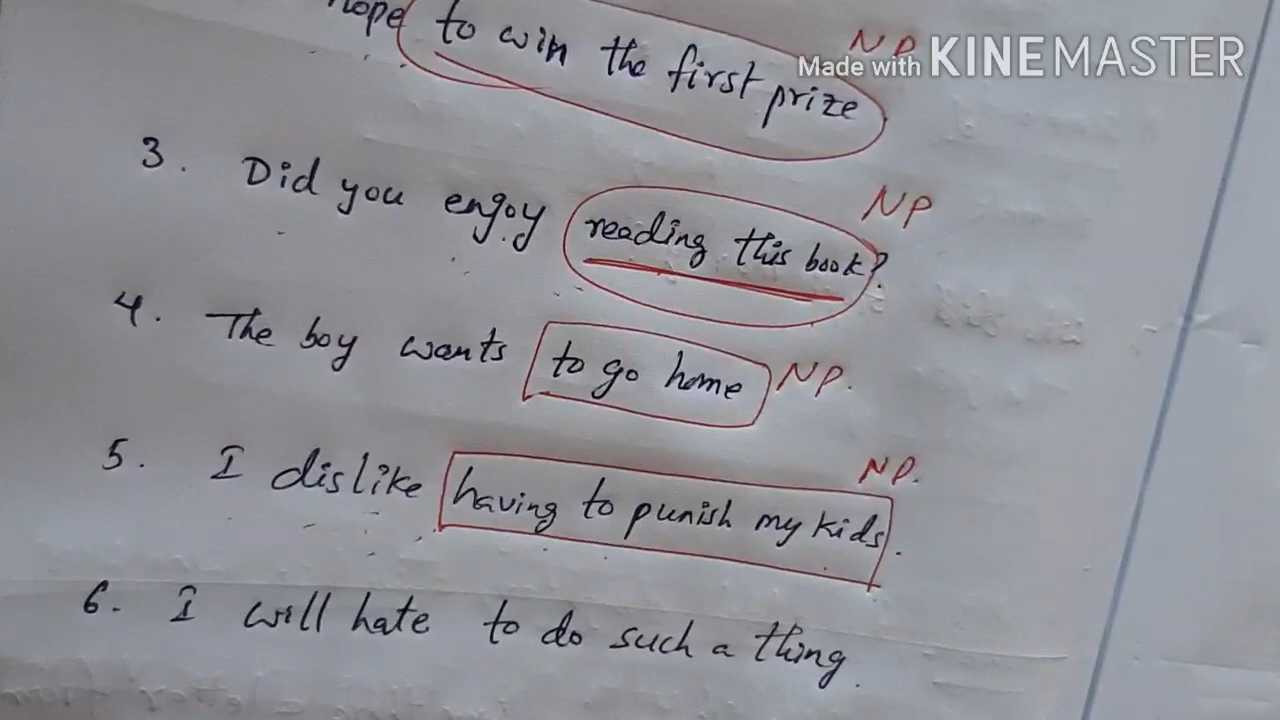 hope to win the first prize NP
Made with KINEMASTER
3. Did you enjoy reading this book? NP
4. The boy wants to go home NP.
5. I dislike having to punish my kids. NP.
6. I will hate to do such a thing.